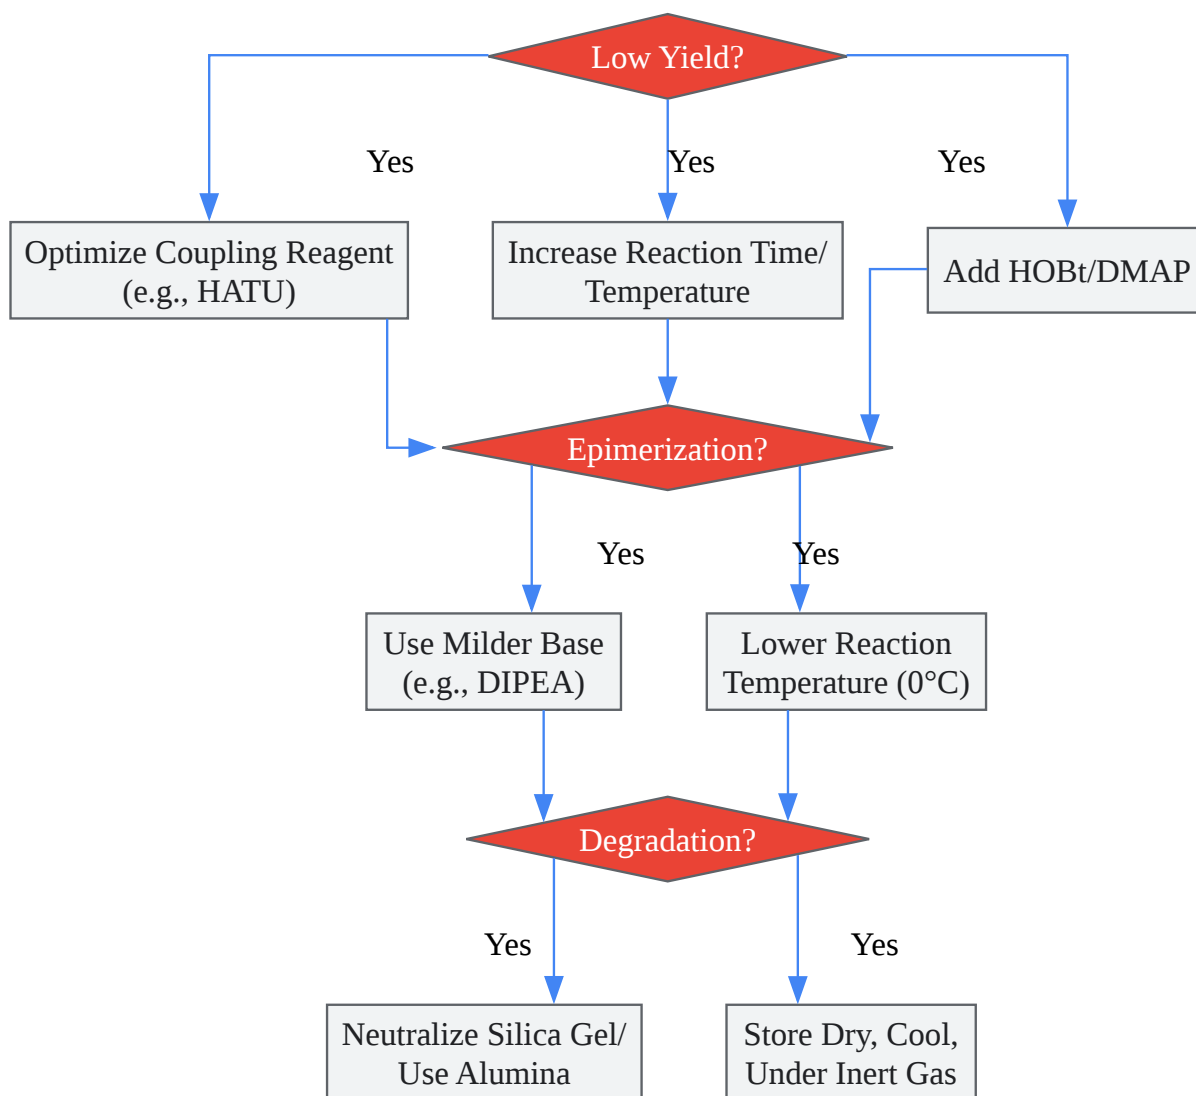 Low Yield?
Yes
Yes
Yes
Optimize Coupling Reagent
(e.g., HATU)
Increase Reaction Time/
Temperature
Add HOBt/DMAP
Epimerization?
Yes
Yes
Use Milder Base
(e.g., DIPEA)
Lower Reaction
Temperature (0°C)
Degradation?
Yes
Yes
Neutralize Silica Gel/
Use Alumina
Store Dry, Cool,
Under Inert Gas